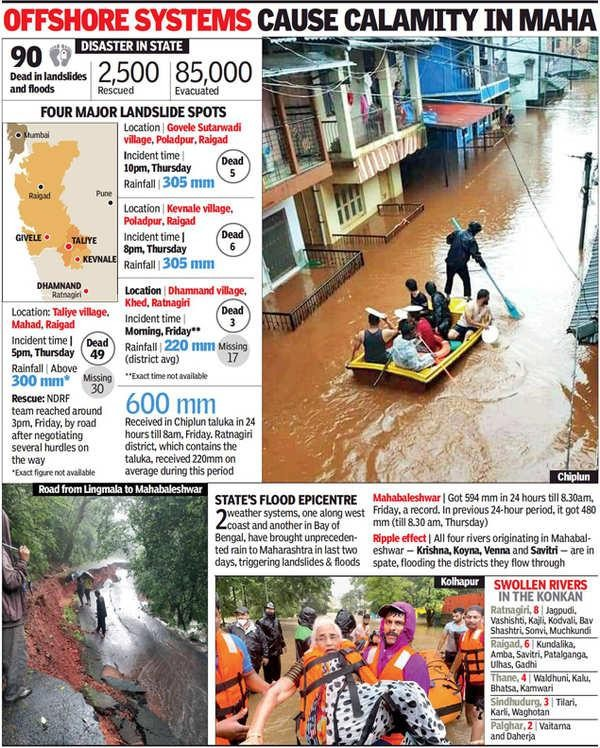 OFFSHORE SYSTEMS CAUSE CALAMITY IN MAHA
DISASTER IN STATE
90
Dead in landslides
and floods
2,500
Rescued
85,000
Evacuated
FOUR MAJOR LANDSLIDE SPOTS
Mumbai
Raigad
Pune
GIVELE
TALIYE
KEVNALE
DHAMNAND
Ratnagiri
Location | Govele Sutarwadi
village, Poladpur, Raigad
Incident time |
10pm, Thursday
Rainfall | 305 mm
Dead
5
Location | Kevnale village,
Poladpur, Raigad
Incident time |
8pm, Thursday
Rainfall | 305 mm
Dead
6
Location | Dhamnand village,
Khed, Ratnagiri
Incident time |
Morning, Friday**
Rainfall | 220 mm
(district avg)
**Exact time not available
Dead
3
Missing
17
Location: Taliye village,
Mahad, Raigad
Incident time |
5pm, Thursday
Rainfall | Above
300 mm*
Dead
49
Missing
30
Rescue: NDRF
team reached around
3pm, Friday, by road
after negotiating
several hurdles on
the way
*Exact figure not available
600 mm
Received in Chiplun taluka in 24
hours till 8am, Friday. Ratnagiri
district, which contains the
taluka, received 220mm on
average during this period
Chiplun
Road from Lingmala to Mahabaleshwar
STATE'S FLOOD EPICENTRE
2 weather systems, one along west
coast and another in Bay of
Bengal, have brought unpreceden-
ted rain to Maharashtra in last two
days, triggering landslides & floods
Mahabaleshwar | Got 594 mm in 24 hours till 8.30am,
Friday, a record. In previous 24-hour period, it got 480
mm (till 8.30 am, Thursday)
Ripple effect | All four rivers originating in Mahabal-
eshwar — Krishna, Koyna, Venna and Savitri — are in
spate, flooding the districts they flow through
Kolhapur
SWOLLEN RIVERS
IN THE KONKAN
Ratnagiri, 8 | Jagpudi,
Vashishti, Kajli, Kodvali, Bav
Shashtri, Sonvi, Muchkundi
Raigad, 6 | Kundalika,
Amba, Savitri, Patalganga,
Ulhas, Gadhi
Thane, 4 | Waldhuni, Kalu,
Bhatsa, Kamwari
Sindhudurg, 3 | Tilari,
Karli, Waghotan
Palghar, 2 | Vaitarna
and Daherja